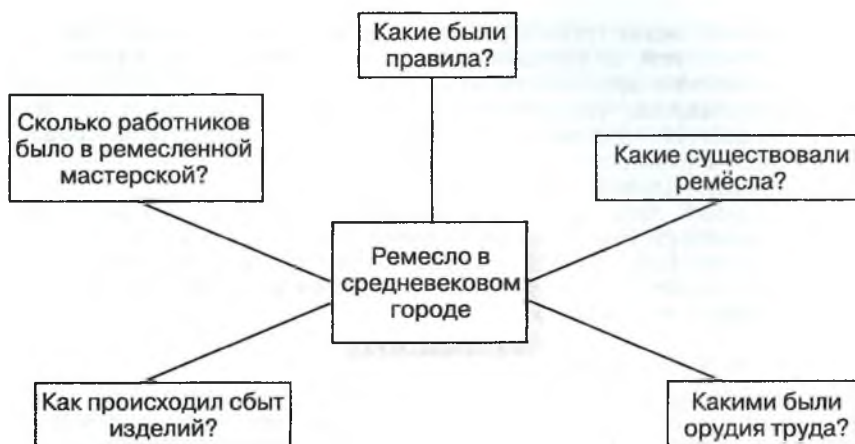 Какие были
правила?
Сколько работников
было в ремесленной
мастерской?
Какие существовали
ремёсла?
Ремесло в
средневековом
городе
Как происходил сбыт
изделий?
Какими были
орудия труда?